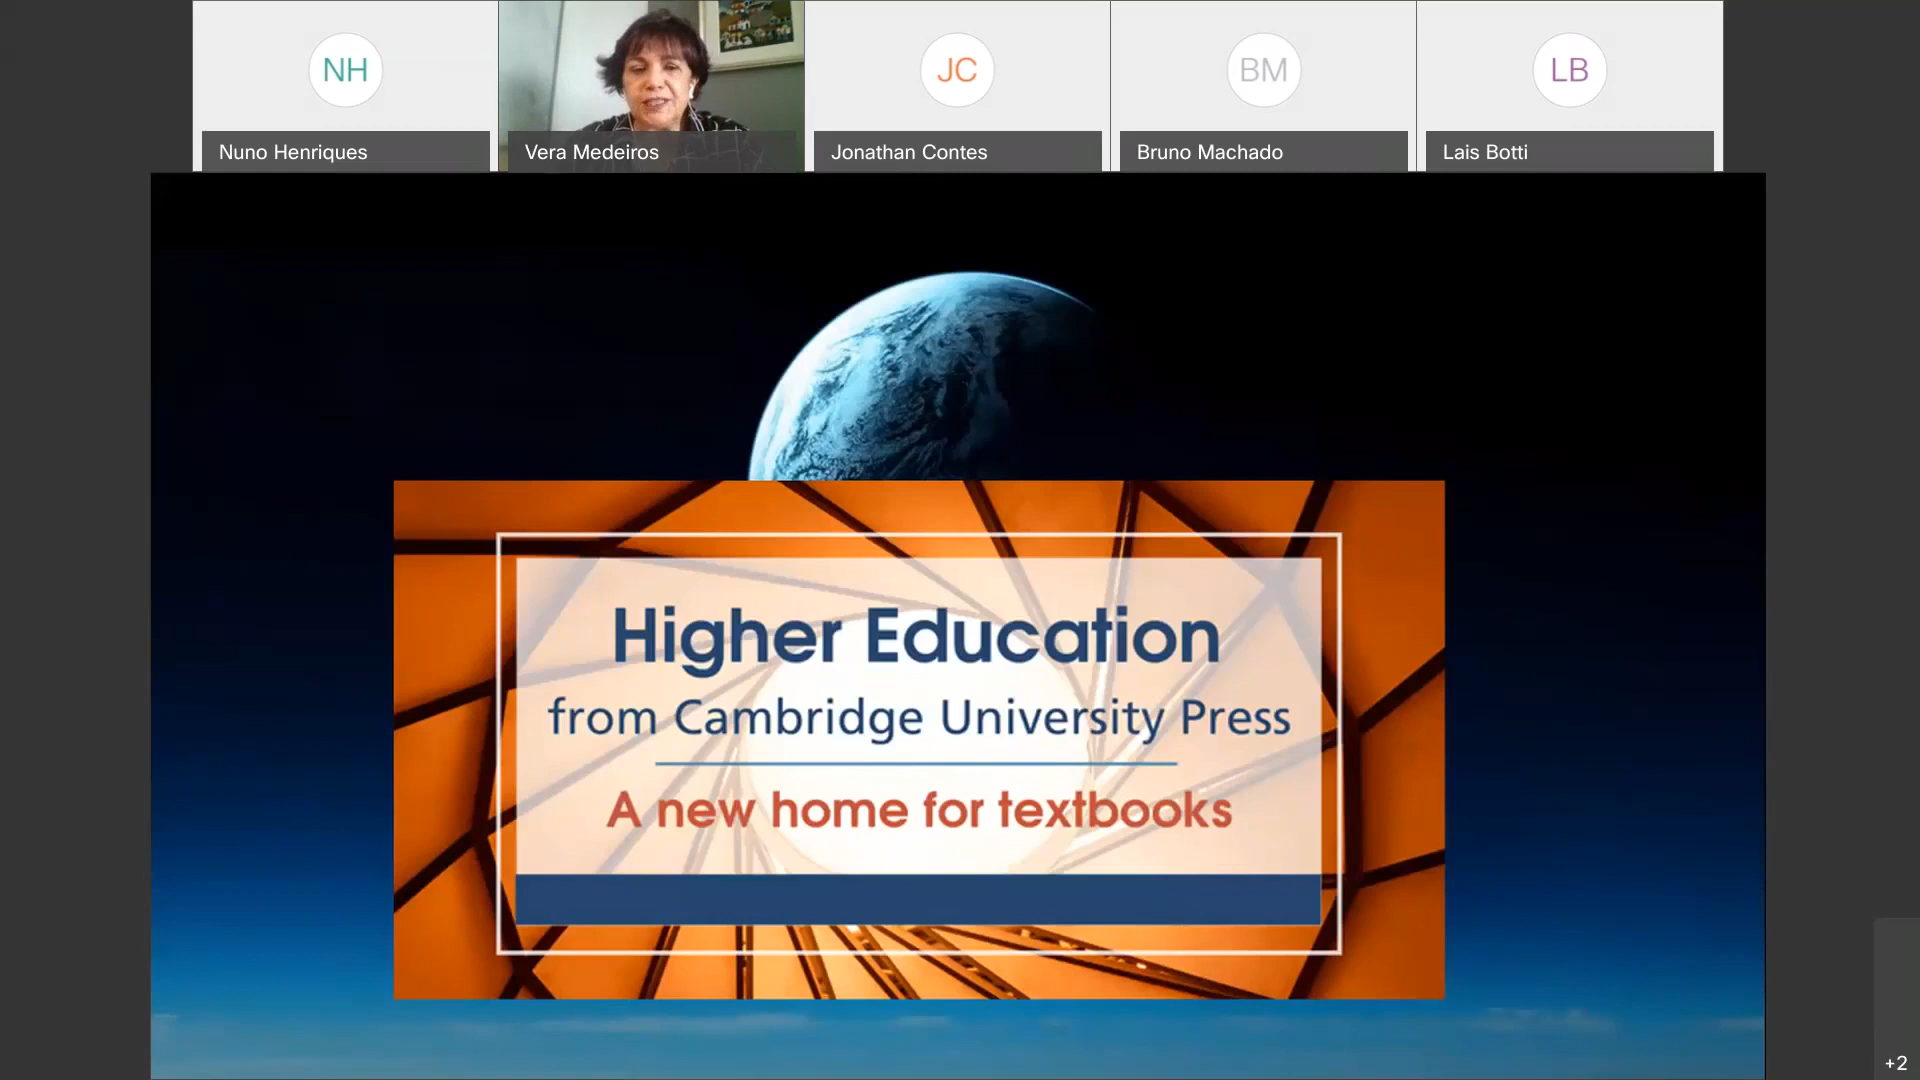 NH
JC
BM
LB
Nuno Henriques
Vera Medeiros
Jonathan Contes
Bruno Machado
Lais Botti
Higher Education
from Cambridge University Press
A new home for textbooks
+2